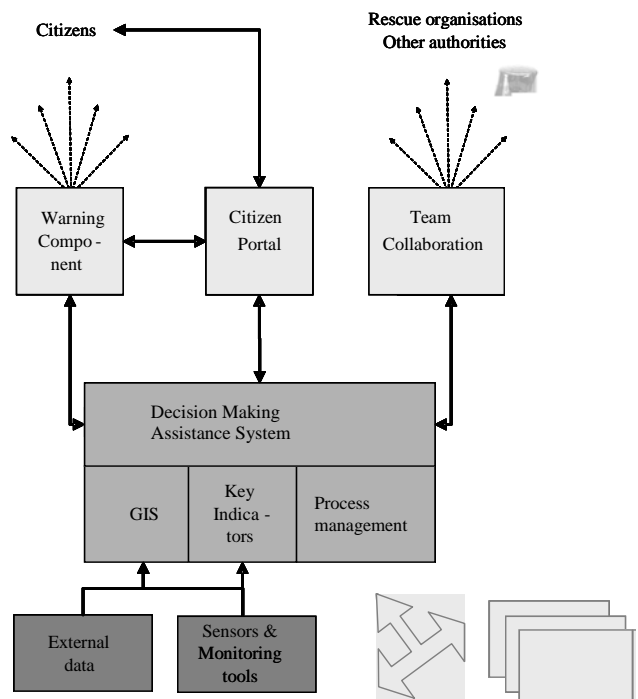 Citizens
Rescue organisations
Other authorities
Warning
Compo -
nent
Citizen
Portal
Team
Collaboration
Decision Making
Assistance System
GIS
Key
Indica -
tors
Process
management
External
data
Sensors &
Monitoring
tools